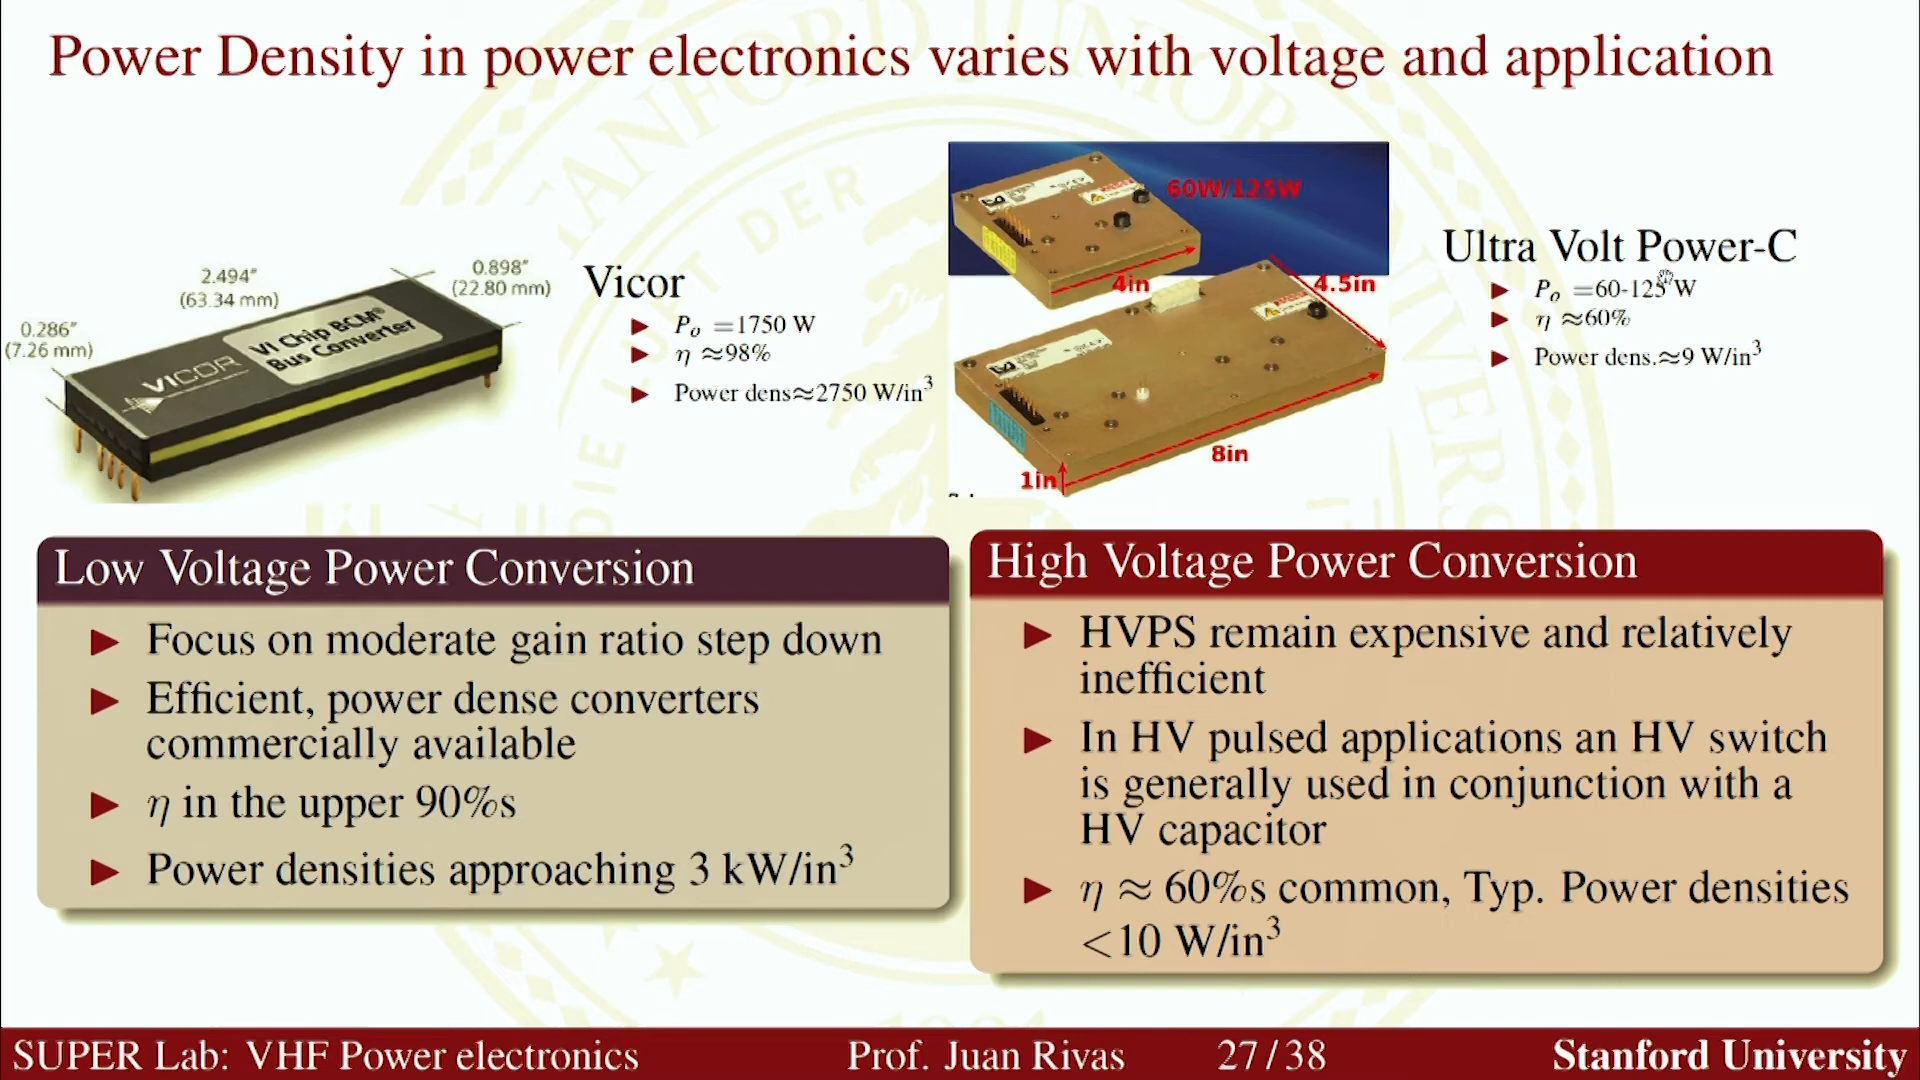 Power Density in power electronics varies with voltage and application
2.494"
(63.34 mm)
0.898"
(22.80 mm)
0.286"
(7.26 mm)
VI Chip BCM®
Bus Converter
VICOR
Vicor
▶ Pₒ =1750 W
▶ η ≈98%
▶ Power dens≈2750 W/in³
60W/125W
4in
4.5in
8in
1in
Ultra Volt Power-C
▶ Pₒ =60-125 W
▶ η ≈60%
▶ Power dens.≈9 W/in³
Low Voltage Power Conversion
▶ Focus on moderate gain ratio step down
▶ Efficient, power dense converters
commercially available
▶ η in the upper 90%s
▶ Power densities approaching 3 kW/in³
High Voltage Power Conversion
▶ HVPS remain expensive and relatively
inefficient
▶ In HV pulsed applications an HV switch
is generally used in conjunction with a
HV capacitor
▶ η ≈ 60%s common, Typ. Power densities
<10 W/in³
SUPER Lab: VHF Power electronics
Prof. Juan Rivas
27/38
Stanford University